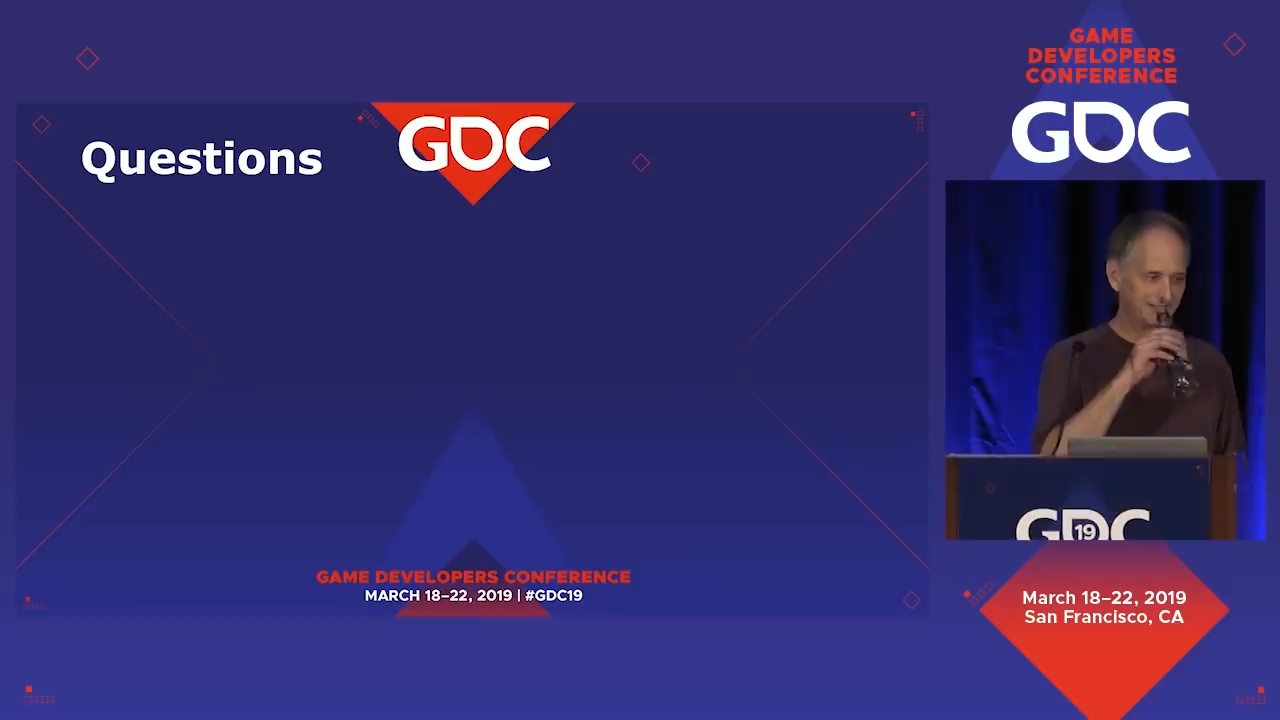 Questions
GDC
GAME DEVELOPERS CONFERENCE
MARCH 18–22, 2019 | #GDC19
GAME
DEVELOPERS
CONFERENCE
GDC
GDC
19
March 18–22, 2019
San Francisco, CA